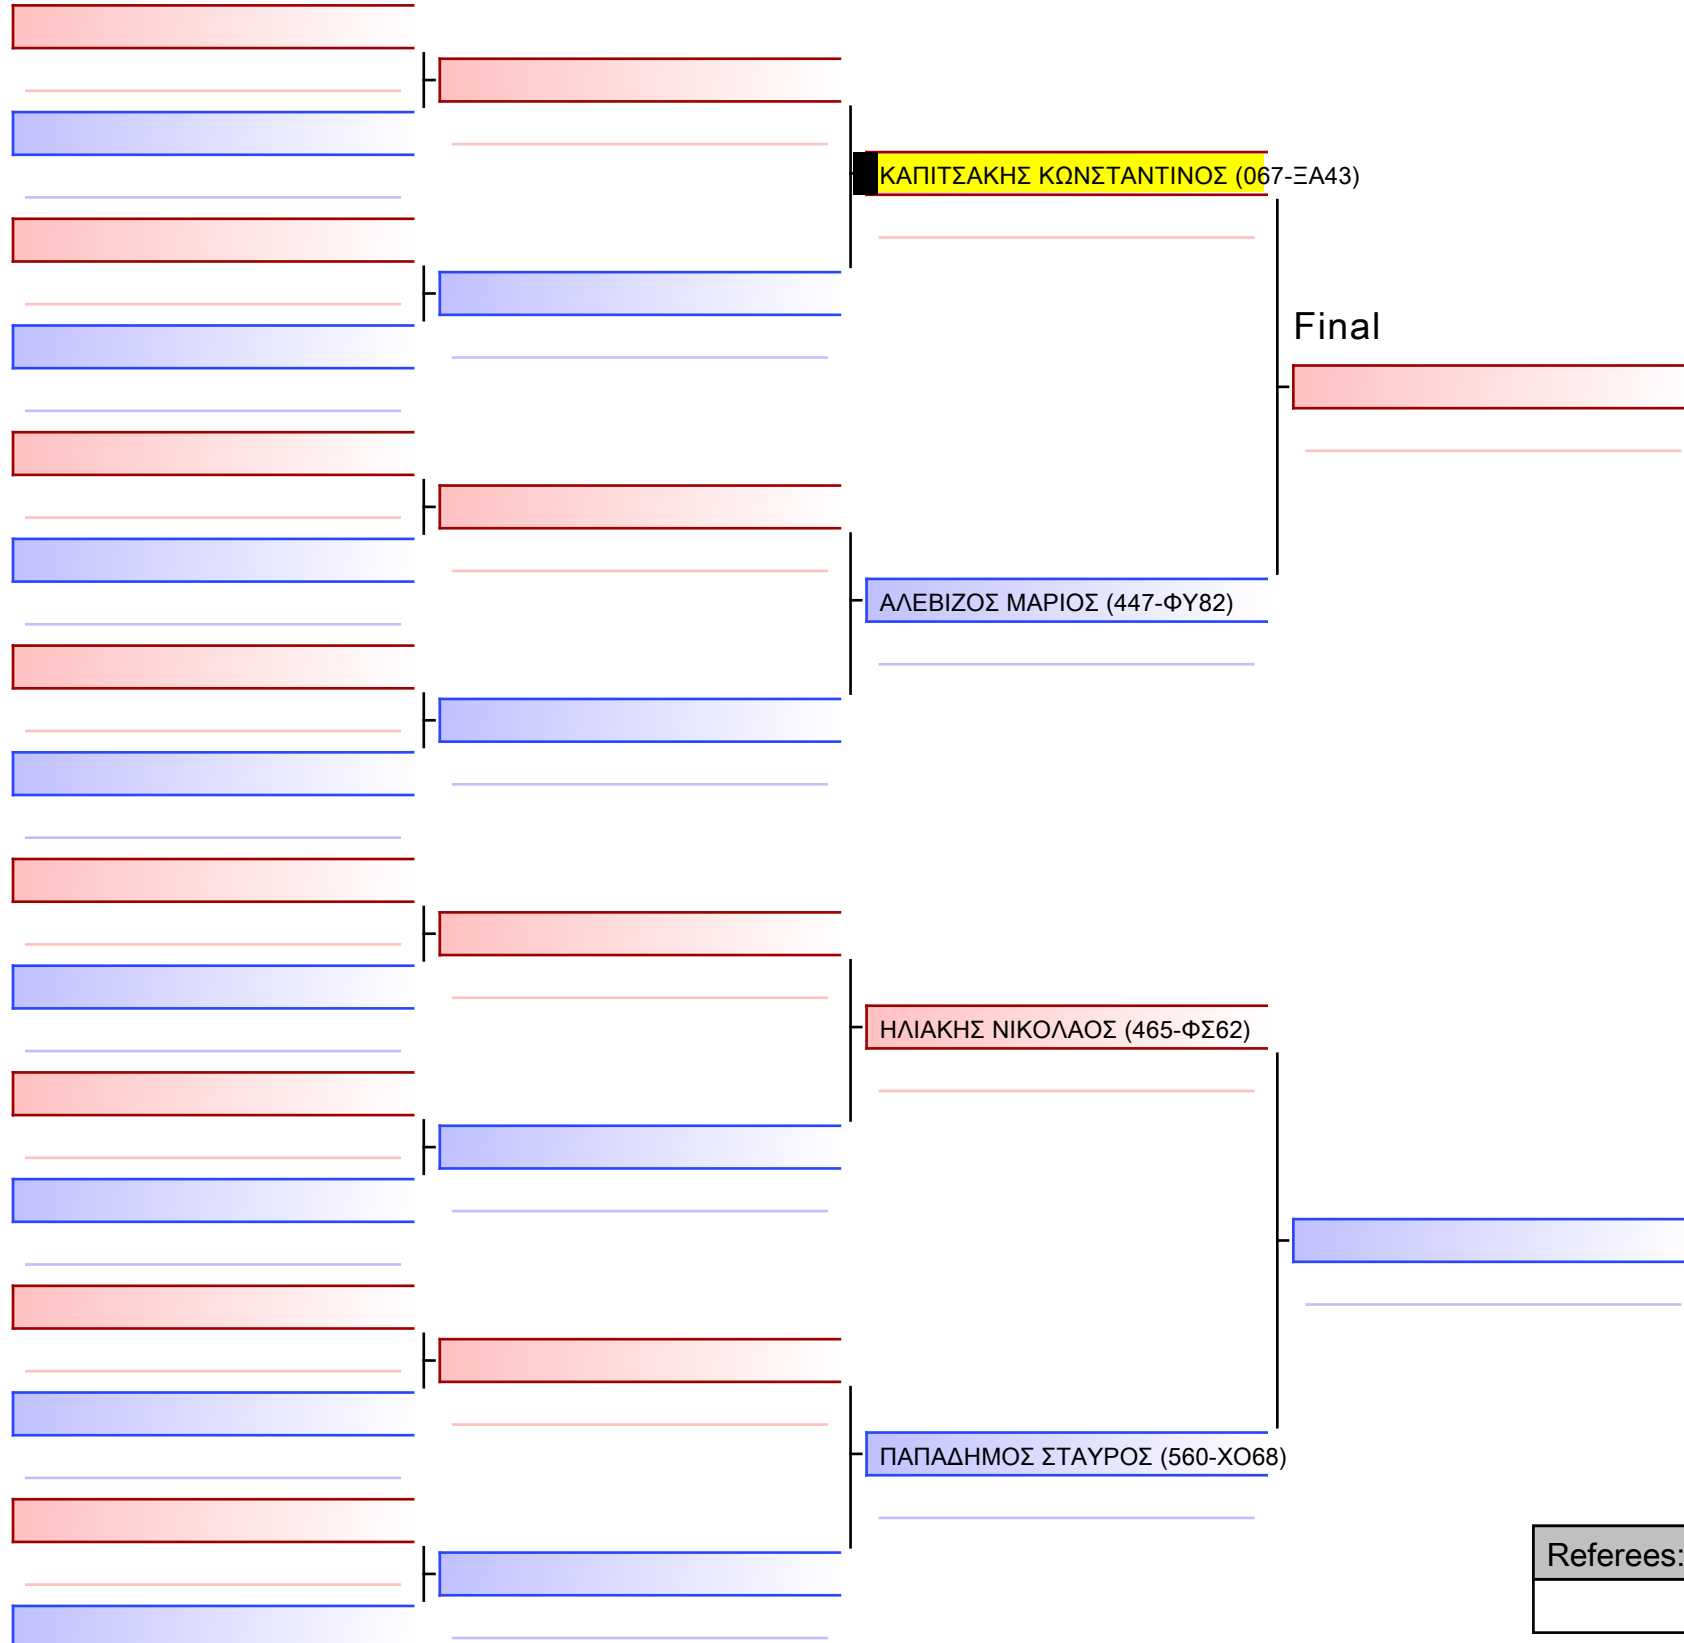 ΚΑΠΙΤΣΑΚΗΣ ΚΩΝΣΤΑΝΤΙΝΟΣ (067-ΞΑ43)
Final
ΑΛΕΒΙΖΟΣ ΜΑΡΙΟΣ (447-ΦΥ82)
ΗΛΙΑΚΗΣ ΝΙΚΟΛΑΟΣ (465-ΦΣ62)
ΠΑΠΑΔΗΜΟΣ ΣΤΑΥΡΟΣ (560-ΧΟ68)
Referees: